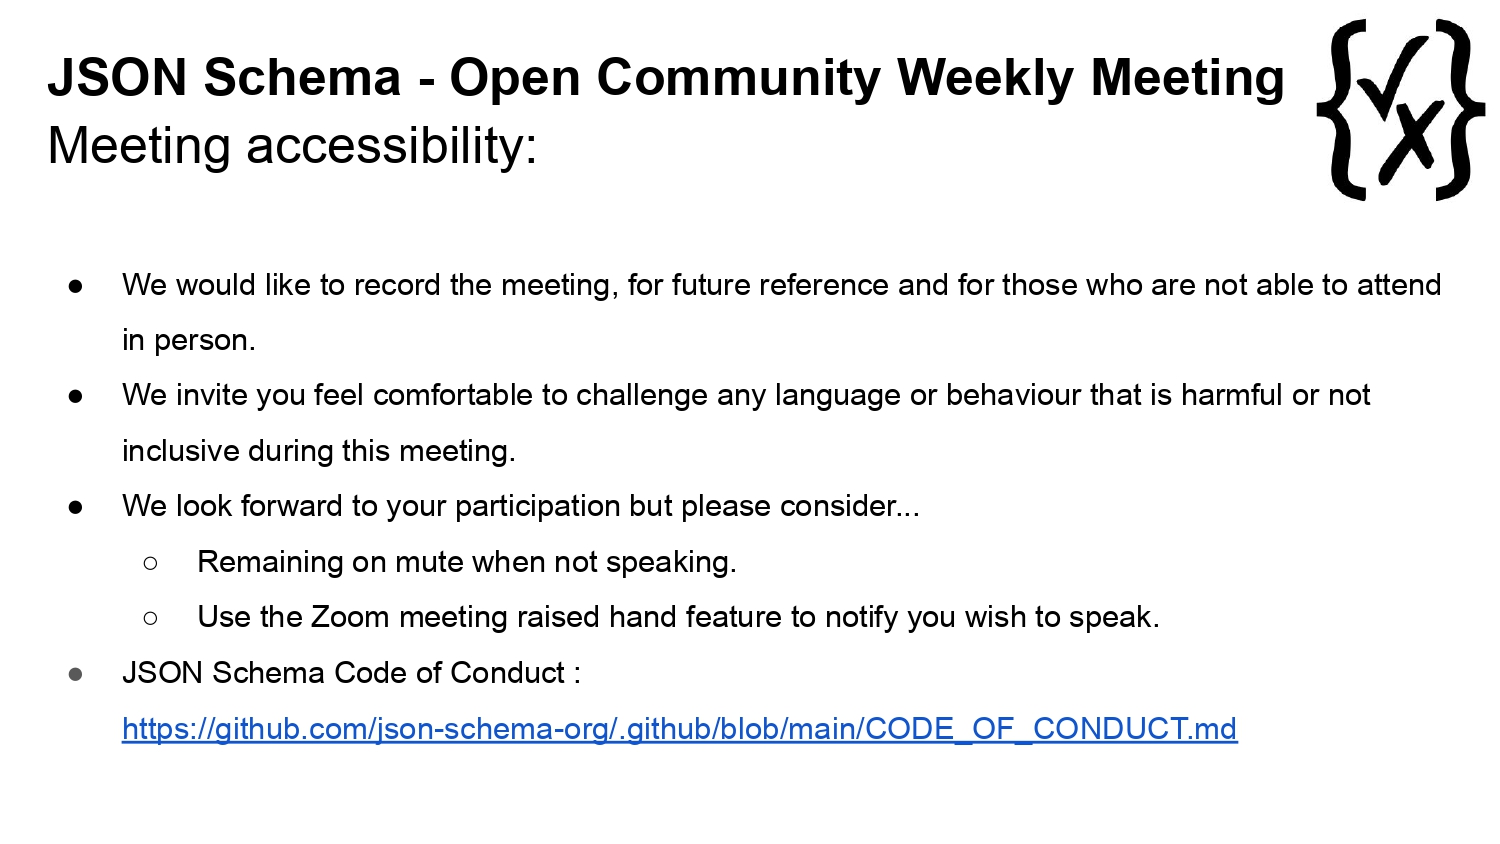 JSON Schema - Open Community Weekly Meeting
Meeting accessibility:
● We would like to record the meeting, for future reference and for those who are not able to attend
in person.
● We invite you feel comfortable to challenge any language or behaviour that is harmful or not
inclusive during this meeting.
● We look forward to your participation but please consider...
○ Remaining on mute when not speaking.
○ Use the Zoom meeting raised hand feature to notify you wish to speak.
● JSON Schema Code of Conduct :
https://github.com/json-schema-org/.github/blob/main/CODE_OF_CONDUCT.md